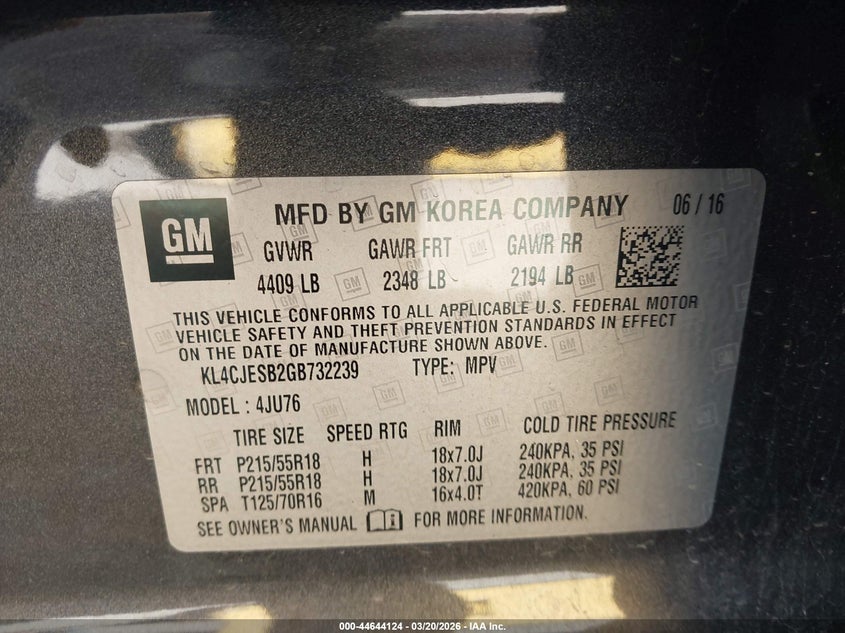 GM
MFD BY GM KOREA COMPANY
06 / 16
GVWR GAWR FRT GAWR RR
4409 LB 2348 LB 2194 LB
THIS VEHICLE CONFORMS TO ALL APPLICABLE U.S. FEDERAL MOTOR
VEHICLE SAFETY AND THEFT PREVENTION STANDARDS IN EFFECT
ON THE DATE OF MANUFACTURE SHOWN ABOVE.
KL4CJESB2GB732239 TYPE: MPV
MODEL : 4JU76
TIRE SIZE SPEED RTG RIM COLD TIRE PRESSURE
FRT P215/55R18 H 18x7.0J 240KPA, 35 PSI
RR P215/55R18 H 18x7.0J 240KPA, 35 PSI
SPA T125/70R16 M 16x4.0T 420KPA, 60 PSI
SEE OWNER'S MANUAL FOR MORE INFORMATION.
000-44644124 — 03/20/2026 - IAA Inc.